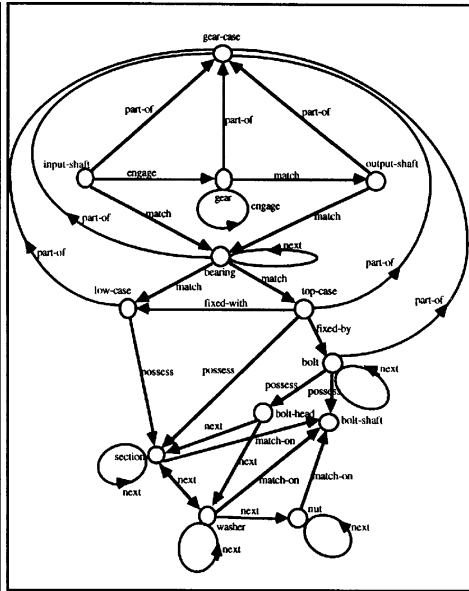 gear-case
part-of
part-of
part-of
input-shaft
engage
match
output-shaft
gear
engage
match
match
part-of
next
bearing
part-of
part-of
match
match
low-case
fixed-with
top-case
part-of
fixed-by
bolt
possess
possess
possess
next
possess
bolt-head
bolt-shaft
next
match-on
section
next
next
next
match-on
match-on
next
nut
washer
next
next